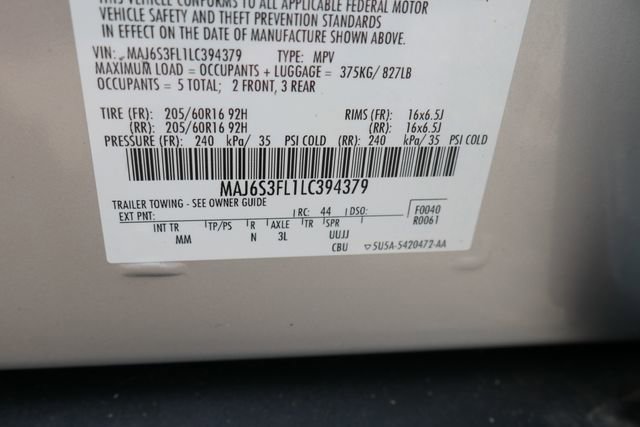 THIS VEHICLE CONFORMS TO ALL APPLICABLE FEDERAL MOTOR
VEHICLE SAFETY AND THEFT PREVENTION STANDARDS
IN EFFECT ON THE DATE OF MANUFACTURE SHOWN ABOVE.
VIN: MAJ6S3FL1LC394379 TYPE: MPV
MAXIMUM LOAD = OCCUPANTS + LUGGAGE = 375KG/ 827LB
OCCUPANTS = 5 TOTAL; 2 FRONT, 3 REAR
TIRE (FR): 205/60R16 92H RIMS (FR): 16x6.5J
(RR): 205/60R16 92H (RR): 16x6.5J
PRESSURE (FR): 240 kPa/ 35 PSI COLD (RR): 240 kPa/ 35 PSI COLD
MAJ6S3FL1LC394379
TRAILER TOWING - SEE OWNER GUIDE
EXT PNT: RC: 44 DSO: F0040
R0061
INT TR TP/PS R AXLE TR SPR
MM N 3L UUJJ
CBU ▽5U5A-5420472-AA